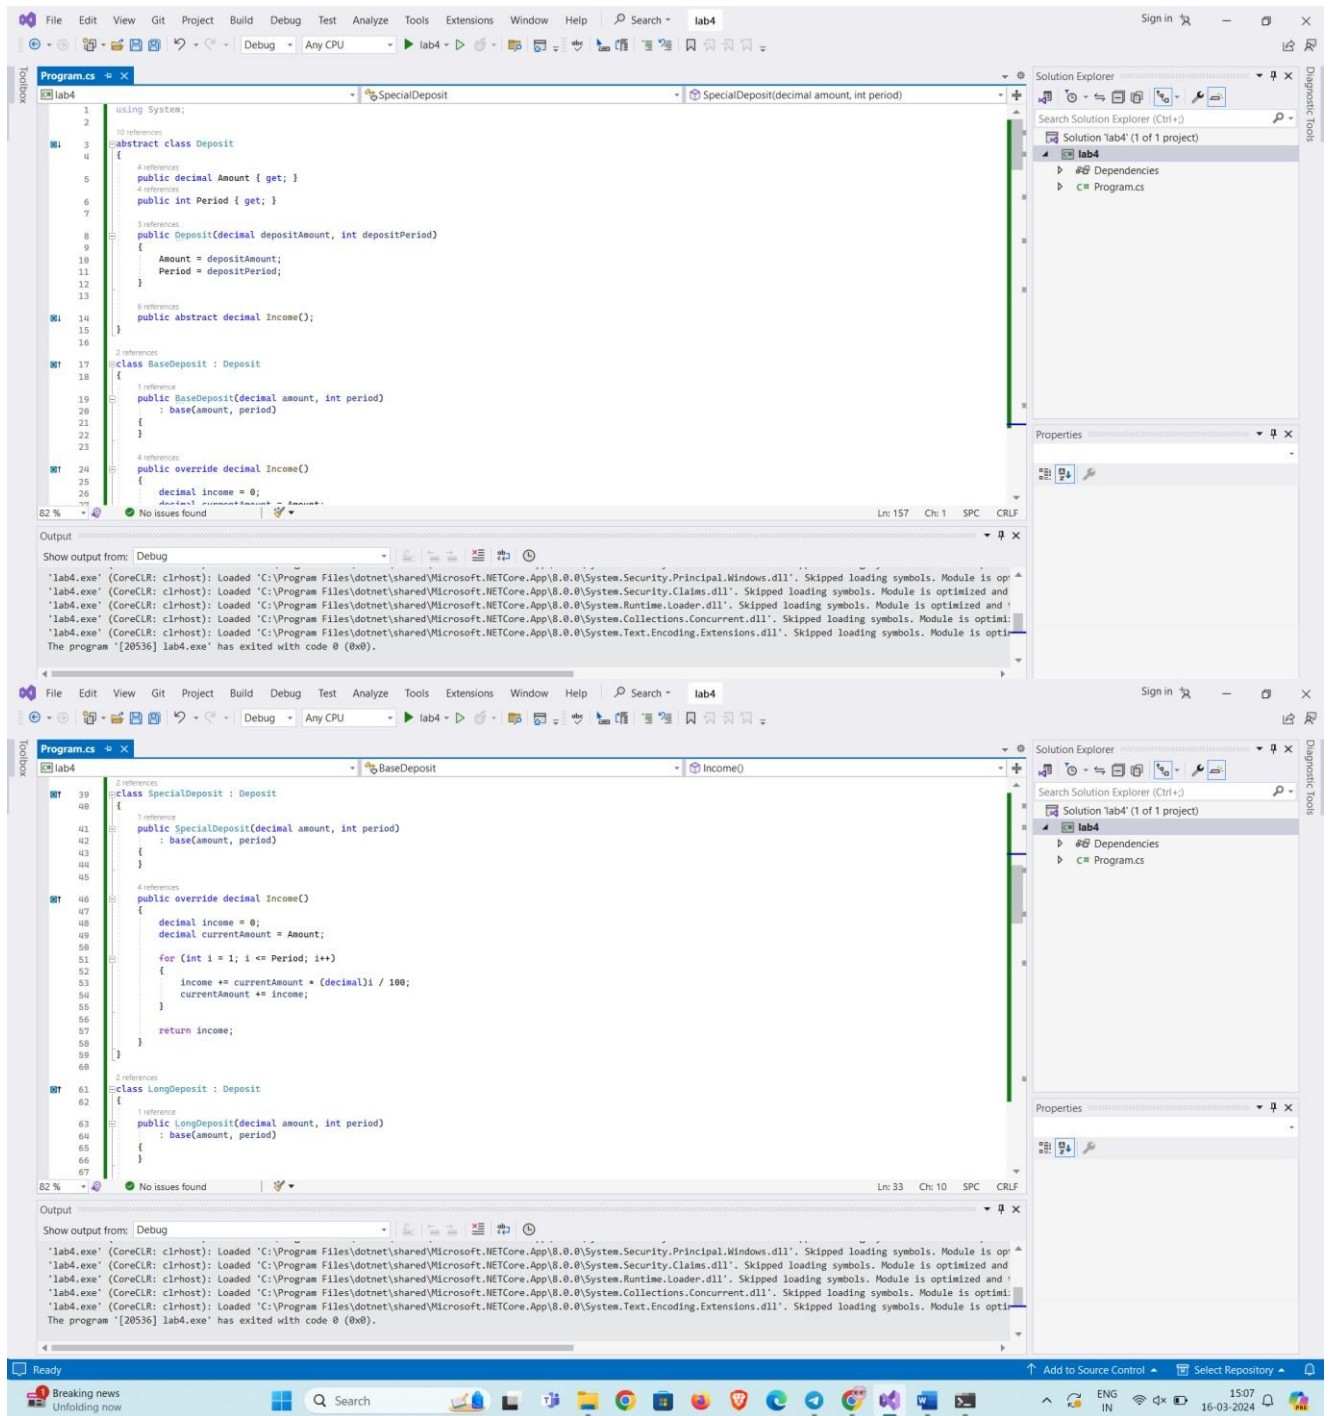 File Edit View Git Project Build Debug Test Analyze Tools Extensions Window Help Search lab4 Sign in
Debug Any CPU lab4
Toolbox
Program.cs
lab4 SpecialDeposit SpecialDeposit(decimal amount, int period)
1 using System;
2
10 references
3 abstract class Deposit
4 {
4 references
5 public decimal Amount { get; }
4 references
6 public int Period { get; }
7
3 references
8 public Deposit(decimal depositAmount, int depositPeriod)
9 {
10 Amount = depositAmount;
11 Period = depositPeriod;
12 }
13
6 references
14 public abstract decimal Income();
15 }
16
2 references
17 class BaseDeposit : Deposit
18 {
1 reference
19 public BaseDeposit(decimal amount, int period)
20 : base(amount, period)
21 {
22 }
23
4 references
24 public override decimal Income()
25 {
26 decimal income = 0;
27 decimal currentAmount = Amount;
82 % No issues found Ln: 157 Ch: 1 SPC CRLF
Output
Show output from: Debug
'lab4.exe' (CoreCLR: clrhost): Loaded 'C:\Program Files\dotnet\shared\Microsoft.NETCore.App\8.0.0\System.Security.Principal.Windows.dll'. Skipped loading symbols. Module is op
'lab4.exe' (CoreCLR: clrhost): Loaded 'C:\Program Files\dotnet\shared\Microsoft.NETCore.App\8.0.0\System.Security.Claims.dll'. Skipped loading symbols. Module is optimized and
'lab4.exe' (CoreCLR: clrhost): Loaded 'C:\Program Files\dotnet\shared\Microsoft.NETCore.App\8.0.0\System.Runtime.Loader.dll'. Skipped loading symbols. Module is optimized and
'lab4.exe' (CoreCLR: clrhost): Loaded 'C:\Program Files\dotnet\shared\Microsoft.NETCore.App\8.0.0\System.Collections.Concurrent.dll'. Skipped loading symbols. Module is optimi
'lab4.exe' (CoreCLR: clrhost): Loaded 'C:\Program Files\dotnet\shared\Microsoft.NETCore.App\8.0.0\System.Text.Encoding.Extensions.dll'. Skipped loading symbols. Module is opti
The program '[20536] lab4.exe' has exited with code 0 (0x0).
Solution Explorer
Search Solution Explorer (Ctrl+;)
Solution 'lab4' (1 of 1 project)
lab4
Dependencies
C# Program.cs
Properties
Diagnostic Tools
File Edit View Git Project Build Debug Test Analyze Tools Extensions Window Help Search lab4 Sign in
Debug Any CPU lab4
Toolbox
Program.cs
lab4 BaseDeposit Income()
2 references
39 class SpecialDeposit : Deposit
40 {
1 reference
41 public SpecialDeposit(decimal amount, int period)
42 : base(amount, period)
43 {
44 }
45
4 references
46 public override decimal Income()
47 {
48 decimal income = 0;
49 decimal currentAmount = Amount;
50
51 for (int i = 1; i <= Period; i++)
52 {
53 income += currentAmount * (decimal)i / 100;
54 currentAmount += income;
55 }
56
57 return income;
58 }
59 }
60
2 references
61 class LongDeposit : Deposit
62 {
1 reference
63 public LongDeposit(decimal amount, int period)
64 : base(amount, period)
65 {
66 }
67
82 % No issues found Ln: 33 Ch: 10 SPC CRLF
Output
Show output from: Debug
'lab4.exe' (CoreCLR: clrhost): Loaded 'C:\Program Files\dotnet\shared\Microsoft.NETCore.App\8.0.0\System.Security.Principal.Windows.dll'. Skipped loading symbols. Module is op
'lab4.exe' (CoreCLR: clrhost): Loaded 'C:\Program Files\dotnet\shared\Microsoft.NETCore.App\8.0.0\System.Security.Claims.dll'. Skipped loading symbols. Module is optimized and
'lab4.exe' (CoreCLR: clrhost): Loaded 'C:\Program Files\dotnet\shared\Microsoft.NETCore.App\8.0.0\System.Runtime.Loader.dll'. Skipped loading symbols. Module is optimized and
'lab4.exe' (CoreCLR: clrhost): Loaded 'C:\Program Files\dotnet\shared\Microsoft.NETCore.App\8.0.0\System.Collections.Concurrent.dll'. Skipped loading symbols. Module is optimi
'lab4.exe' (CoreCLR: clrhost): Loaded 'C:\Program Files\dotnet\shared\Microsoft.NETCore.App\8.0.0\System.Text.Encoding.Extensions.dll'. Skipped loading symbols. Module is opti
The program '[20536] lab4.exe' has exited with code 0 (0x0).
Solution Explorer
Search Solution Explorer (Ctrl+;)
Solution 'lab4' (1 of 1 project)
lab4
Dependencies
C# Program.cs
Properties
Diagnostic Tools
Ready Add to Source Control Select Repository
1 Breaking news
Unfolding now
Search
ENG
IN
15:07
16-03-2024